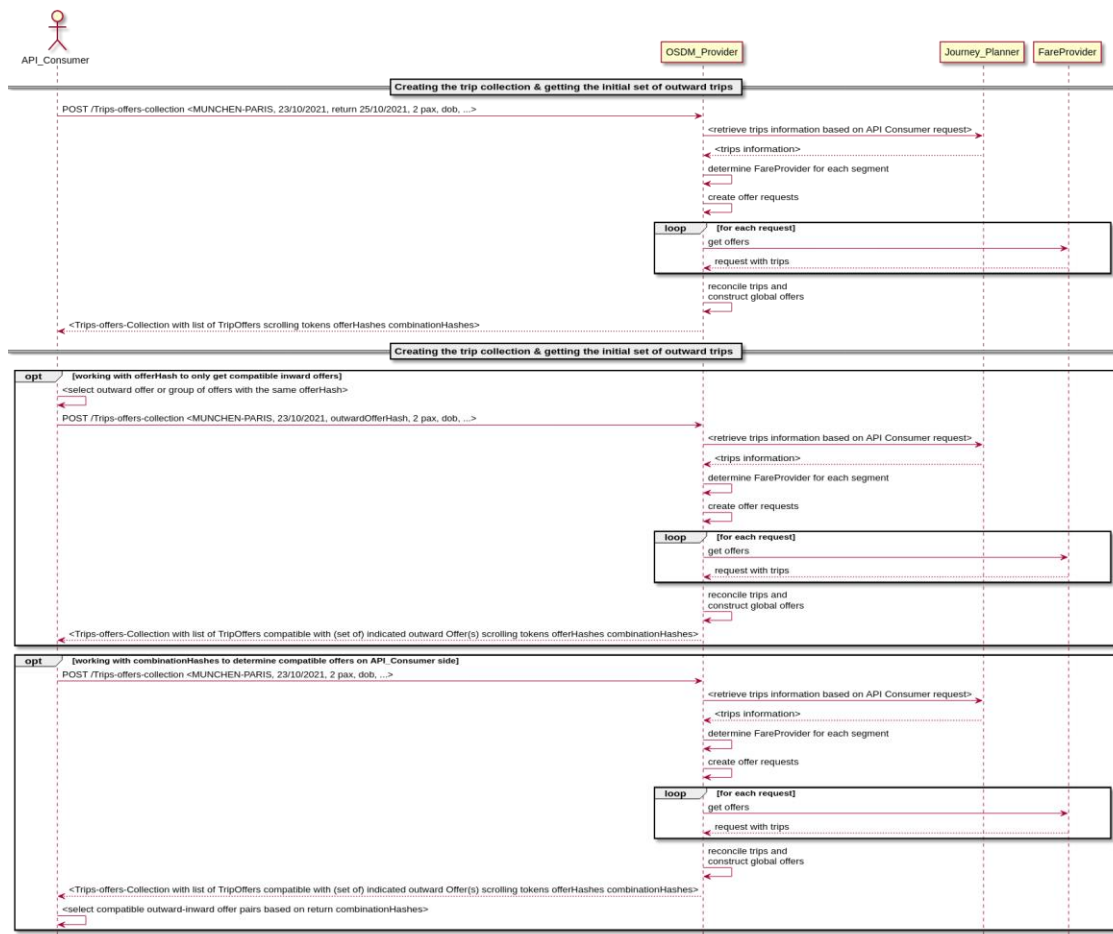 API_Consumer
OSDM_Provider
Journey_Planner
FareProvider
Creating the trip collection & getting the initial set of outward trips
POST /Trips-offers-collection <MUNCHEN-PARIS, 23/10/2021, return 25/10/2021, 2 pax, dob, ...>
<retrieve trips information based on API Consumer request>
<trips information>
determine FareProvider for each segment
create offer requests
loop
[for each request]
get offers
request with trips
reconcile trips and
construct global offers
<Trips-offers-Collection with list of TripOffers scrolling tokens offerHashes combinationHashes>
Creating the trip collection & getting the initial set of outward trips
opt
[working with offerHash to only get compatible inward offers]
<select outward offer or group of offers with the same offerHash>
POST /Trips-offers-collection <MUNCHEN-PARIS, 23/10/2021, outwardOfferHash, 2 pax, dob, ...>
<retrieve trips information based on API Consumer request>
<trips information>
determine FareProvider for each segment
create offer requests
loop
[for each request]
get offers
request with trips
reconcile trips and
construct global offers
<Trips-offers-Collection with list of TripOffers compatible with (set of) indicated outward Offer(s) scrolling tokens offerHashes combinationHashes>
opt
[working with combinationHashes to determine compatible offers on API_Consumer side]
POST /Trips-offers-collection <MUNCHEN-PARIS, 23/10/2021, 2 pax, dob, ...>
<retrieve trips information based on API Consumer request>
<trips information>
determine FareProvider for each segment
create offer requests
loop
[for each request]
get offers
request with trips
reconcile trips and
construct global offers
<Trips-offers-Collection with list of TripOffers compatible with (set of) indicated outward Offer(s) scrolling tokens offerHashes combinationHashes>
<select compatible outward-inward offer pairs based on return combinationHashes>